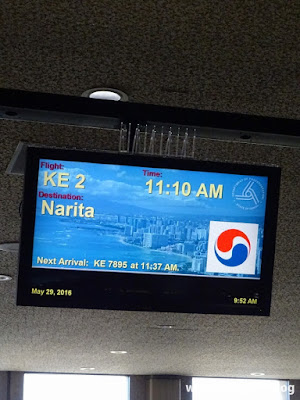 Flight: Time:
KE 2 11:10 AM
Destination:
Narita
Next Arrival: KE 7895 at 11:37 AM.
May 29, 2016 9:52 AM